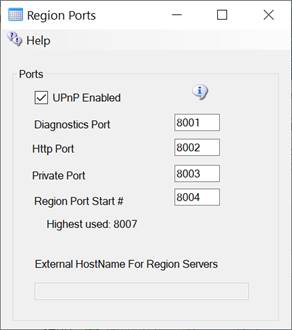 Region Ports
Help
Ports
UPnP Enabled
Diagnostics Port 8001
Http Port 8002
Private Port 8003
Region Port Start # 8004
Highest used: 8007
External HostName For Region Servers